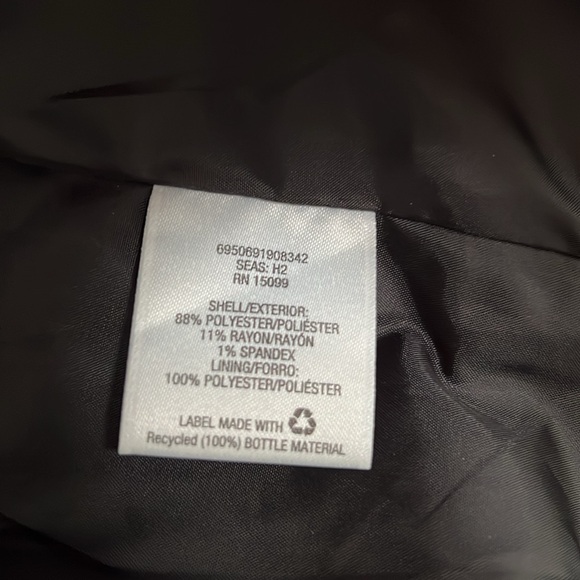 6950691908342
SEAS: H2
RN 15099
SHELL/EXTERIOR:
88% POLYESTER/POLIÉSTER
11% RAYON/RAYÓN
1% SPANDEX
LINING/FORRO:
100% POLYESTER/POLIÉSTER
LABEL MADE WITH
Recycled (100%) BOTTLE MATERIAL